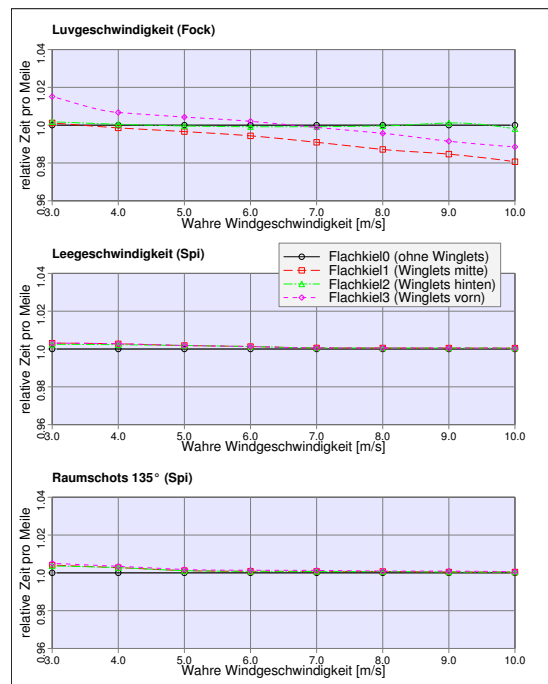 Luvgeschwindigkeit (Fock)
relative Zeit pro Meile
1.04
1.02
1.00
0.98
0.96
3.0 4.0 5.0 6.0 7.0 8.0 9.0 10.0
Wahre Windgeschwindigkeit [m/s]
Leegeschwindigkeit (Spi)
Flachkiel0 (ohne Winglets)
Flachkiel1 (Winglets mitte)
Flachkiel2 (Winglets hinten)
Flachkiel3 (Winglets vorn)
relative Zeit pro Meile
1.04
1.02
1.00
0.98
0.96
3.0 4.0 5.0 6.0 7.0 8.0 9.0 10.0
Wahre Windgeschwindigkeit [m/s]
Raumschots 135° (Spi)
relative Zeit pro Meile
1.04
1.02
1.00
0.98
0.96
3.0 4.0 5.0 6.0 7.0 8.0 9.0 10.0
Wahre Windgeschwindigkeit [m/s]